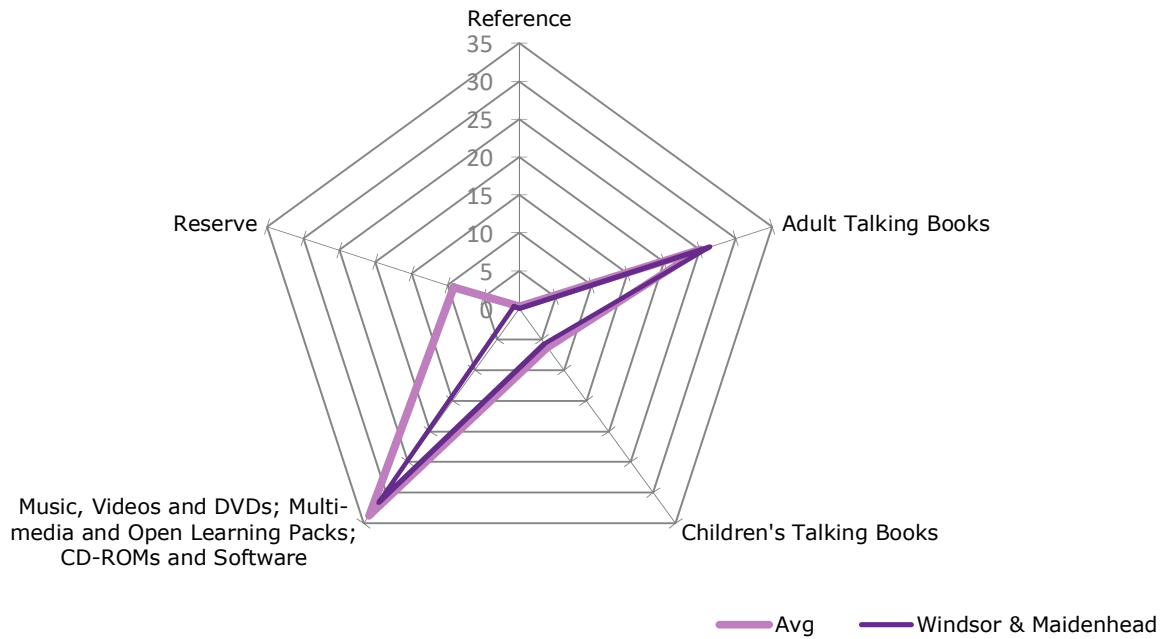 Reference
35
30
25
20
15
10
5
0
Adult Talking Books
Children's Talking Books
Music, Videos and DVDs; Multi-
media and Open Learning Packs;
CD-ROMs and Software
Reserve
Avg
Windsor & Maidenhead